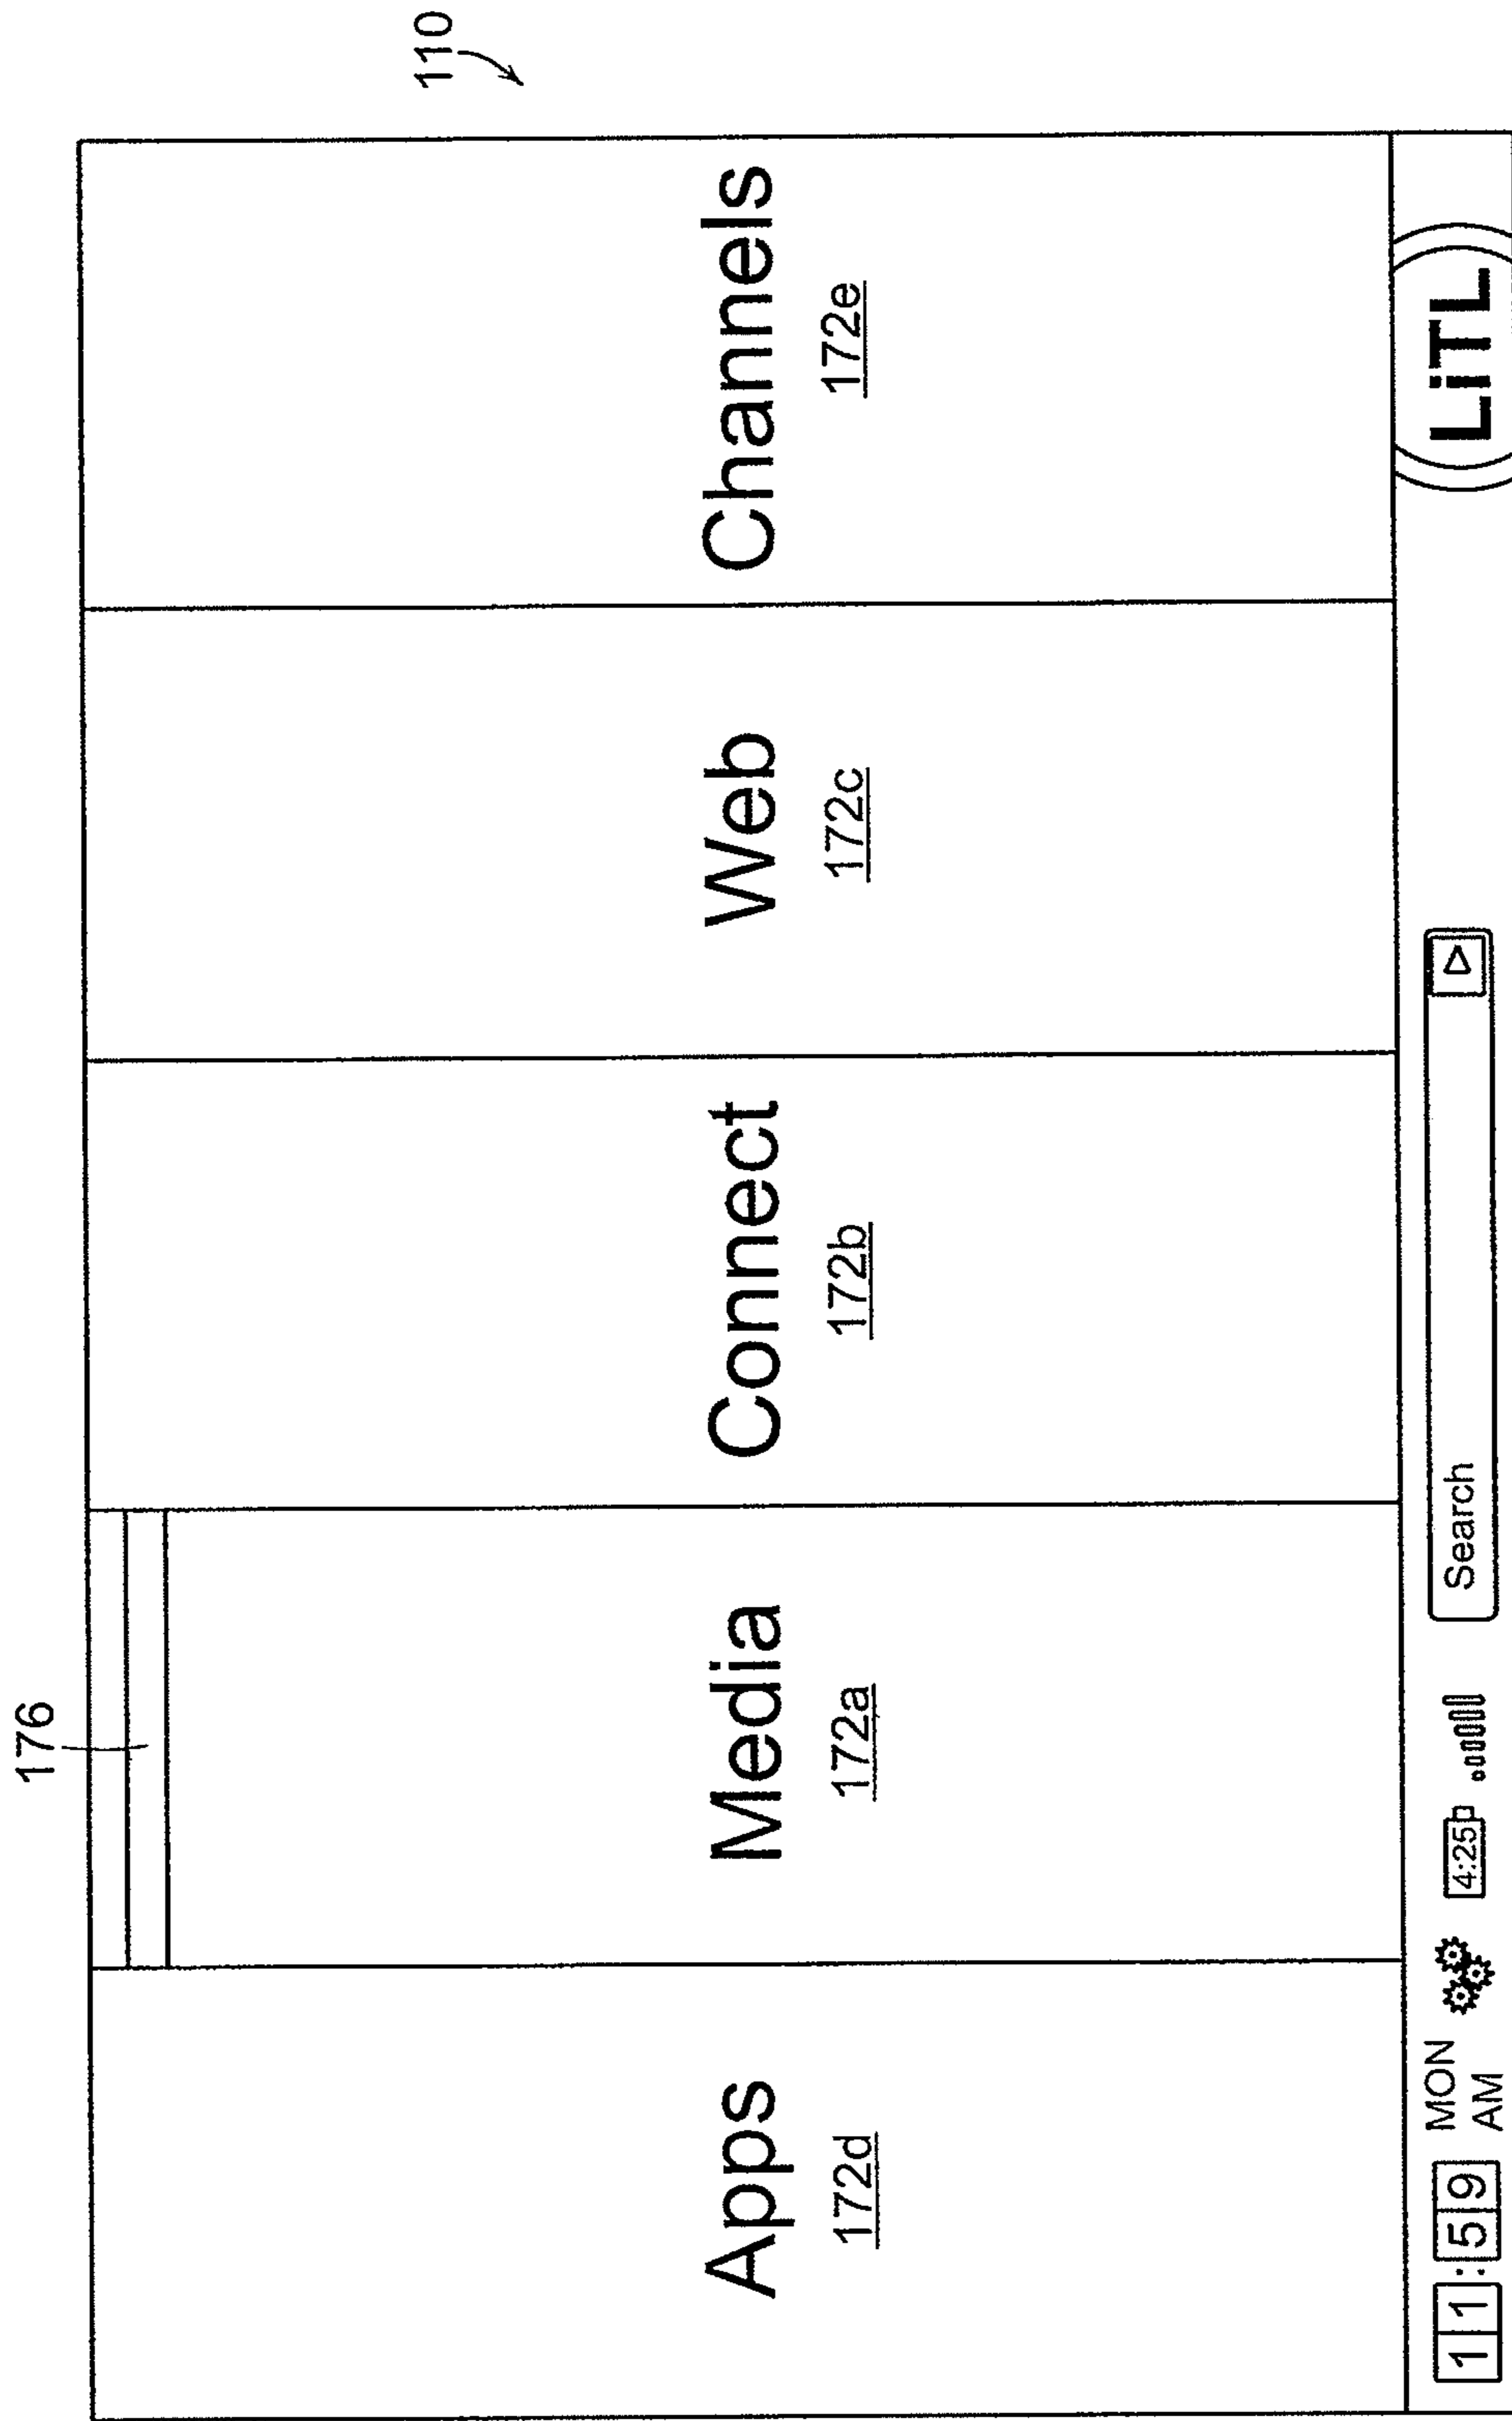 110
176
Apps Media Connect Web Channels
172d 172a 172b 172c 172e
11:59 MON AM 4:25 Search LiTL